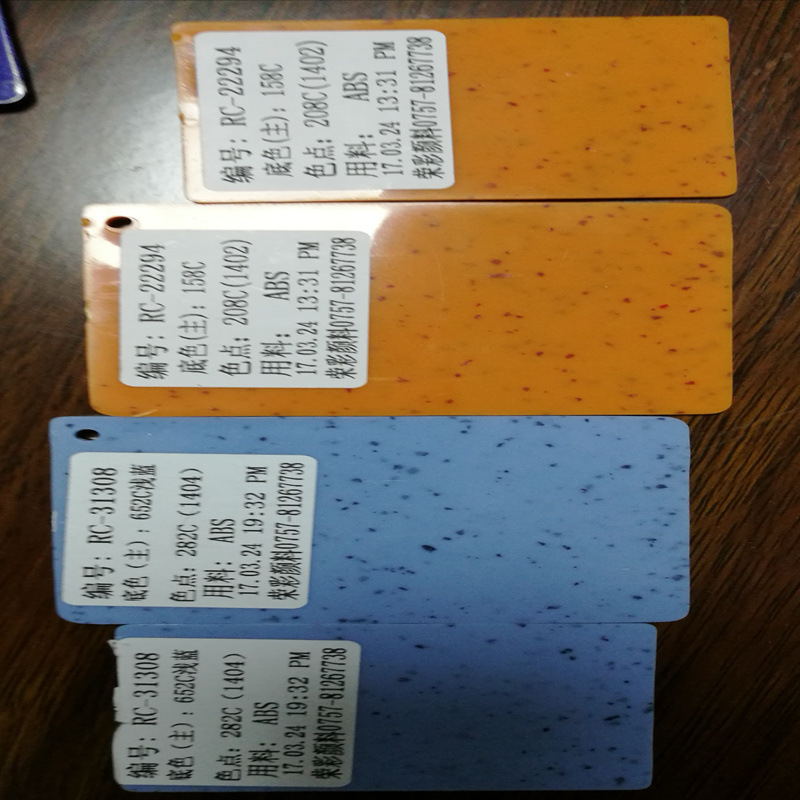 编号: RC-22294
底色(主): 158C
色点: 208C(1402)
用料: ABS
17.03.24 13:31 PM
荣彩颜料0757-81267738
编号: RC-22294
底色(主): 158C
色点: 208C(1402)
用料: ABS
17.03.24 13:31 PM
荣彩颜料0757-81267738
编号: RC-31308
底色(主): 652C浅蓝
色点: 282C(1404)
用料: ABS
17.03.24 19:32 PM
荣彩颜料0757-81267738
编号: RC-31308
底色(主): 652C浅蓝
色点: 282C(1404)
用料: ABS
17.03.24 19:32 PM
荣彩颜料0757-81267738